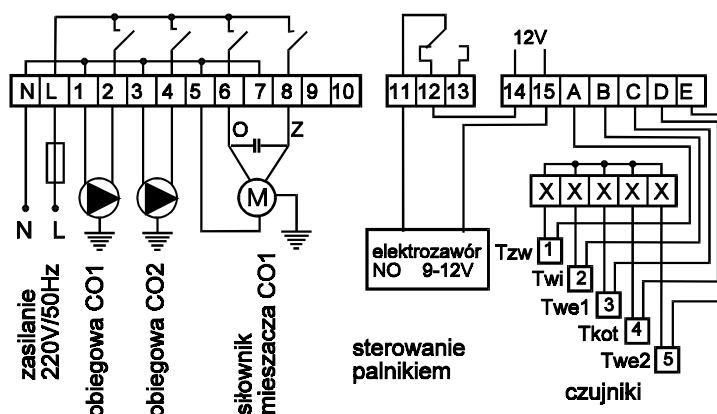 12V
N L 1 2 3 4 5 6 7 8 9 10
11 12 13
14 15 A B C D E
O Z
M
X X X X X
N L
elektrozawór
NO 9-12V
Tzw 1
Twi 2
Twe1 3
Tkot 4
Twe2 5
zasilanie
220V/50Hz
obiegowa CO1
obiegowa CO2
siłownik
mieszacza CO1
sterowanie
palnikiem
czujniki